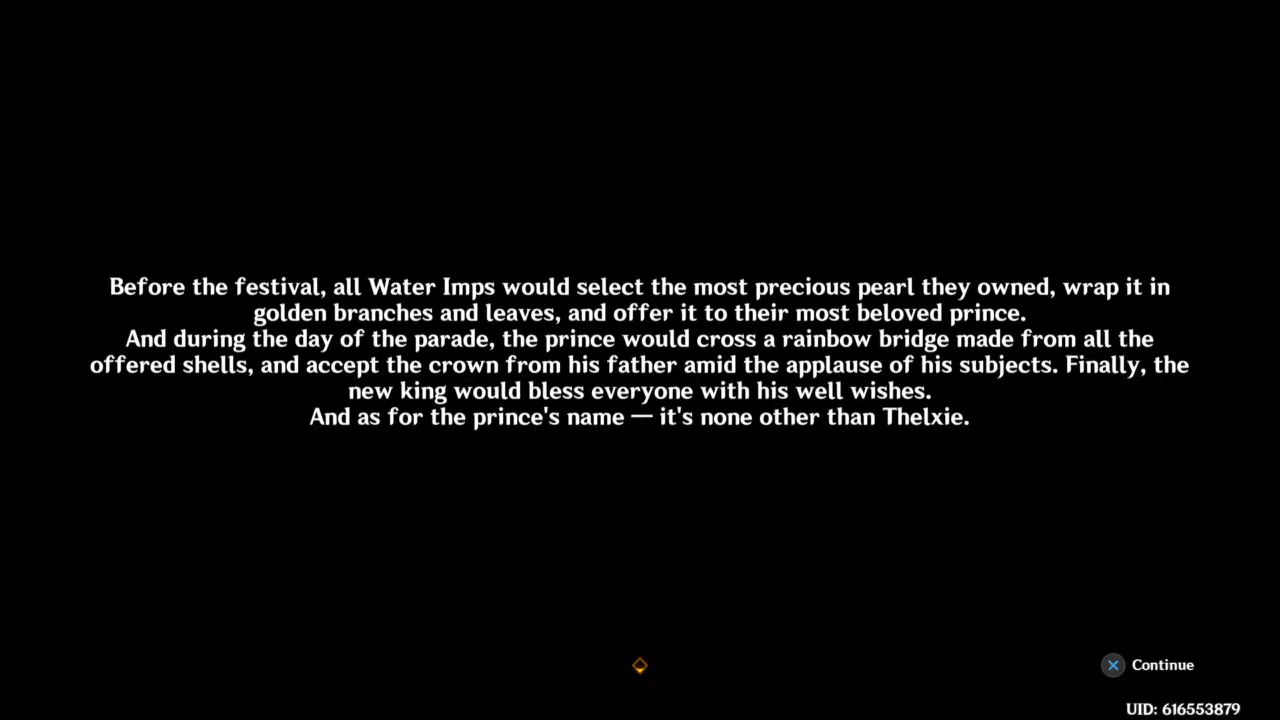 Before the festival, all Water Imps would select the most precious pearl they owned, wrap it in
golden branches and leaves, and offer it to their most beloved prince.
And during the day of the parade, the prince would cross a rainbow bridge made from all the
offered shells, and accept the crown from his father amid the applause of his subjects. Finally, the
new king would bless everyone with his well wishes.
And as for the prince's name — it's none other than Thelxie.
Continue
UID: 616553879